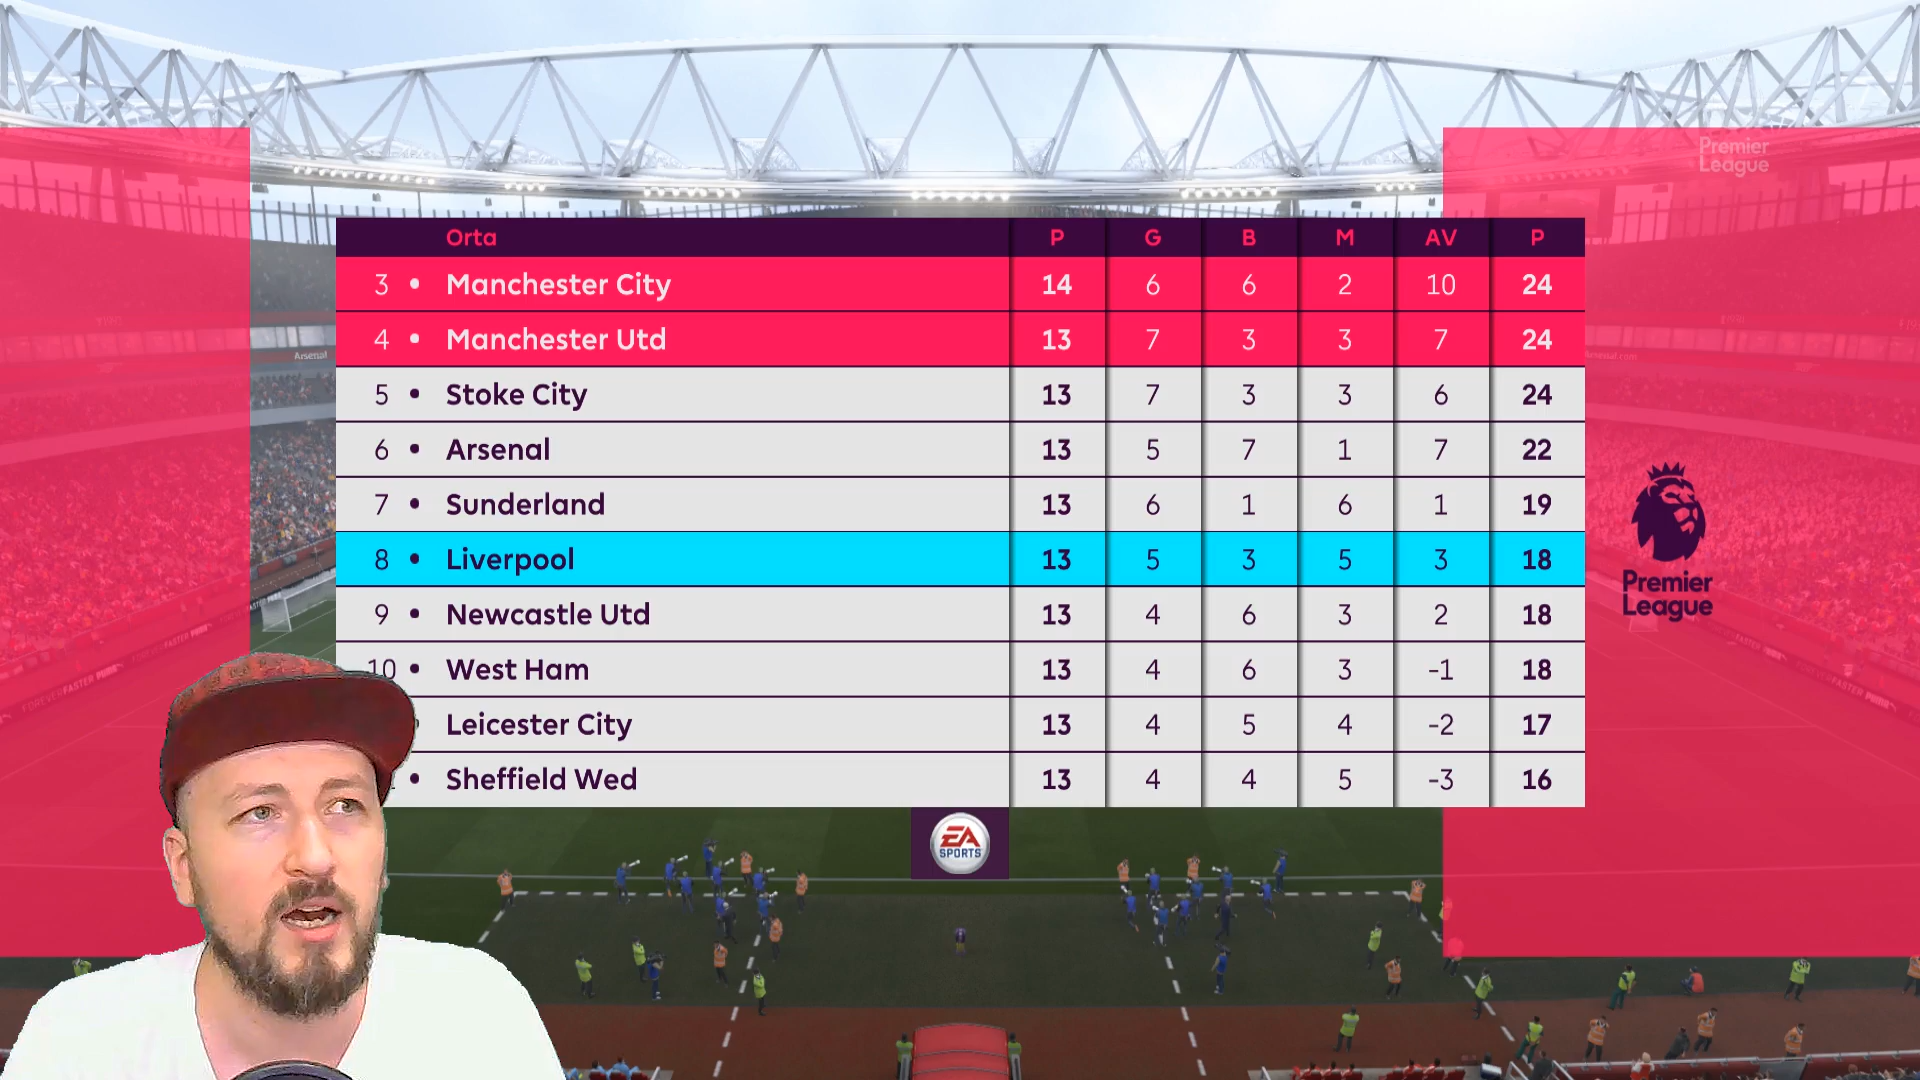 Premier
League
Orta P G B M AV P
3 • Manchester City 14 6 6 2 10 24
4 • Manchester Utd 13 7 3 3 7 24
5 • Stoke City 13 7 3 3 6 24
6 • Arsenal 13 5 7 1 7 22
7 • Sunderland 13 6 1 6 1 19
8 • Liverpool 13 5 3 5 3 18
9 • Newcastle Utd 13 4 6 3 2 18
10 • West Ham 13 4 6 3 -1 18
Leicester City 13 4 5 4 -2 17
• Sheffield Wed 13 4 4 5 -3 16
Premier
League
EA
SPORTS
Arsenal
FOREVER FASTER PUMA